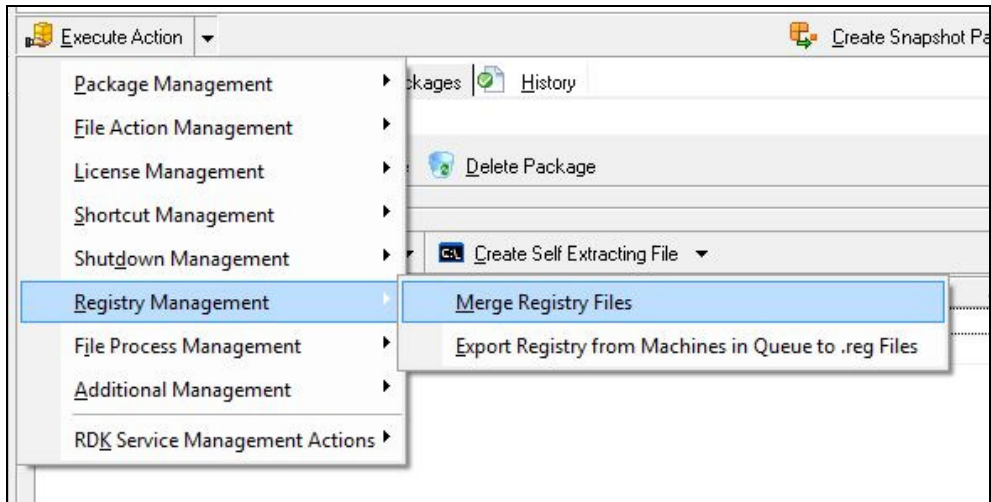 Execute Action
Create Snapshot Pa
Package Management
ckages
History
File Action Management
License Management
Delete Package
Shortcut Management
Shutdown Management
Create Self Extracting File
Registry Management
Merge Registry Files
File Process Management
Export Registry from Machines in Queue to .reg Files
Additional Management
RDK Service Management Actions